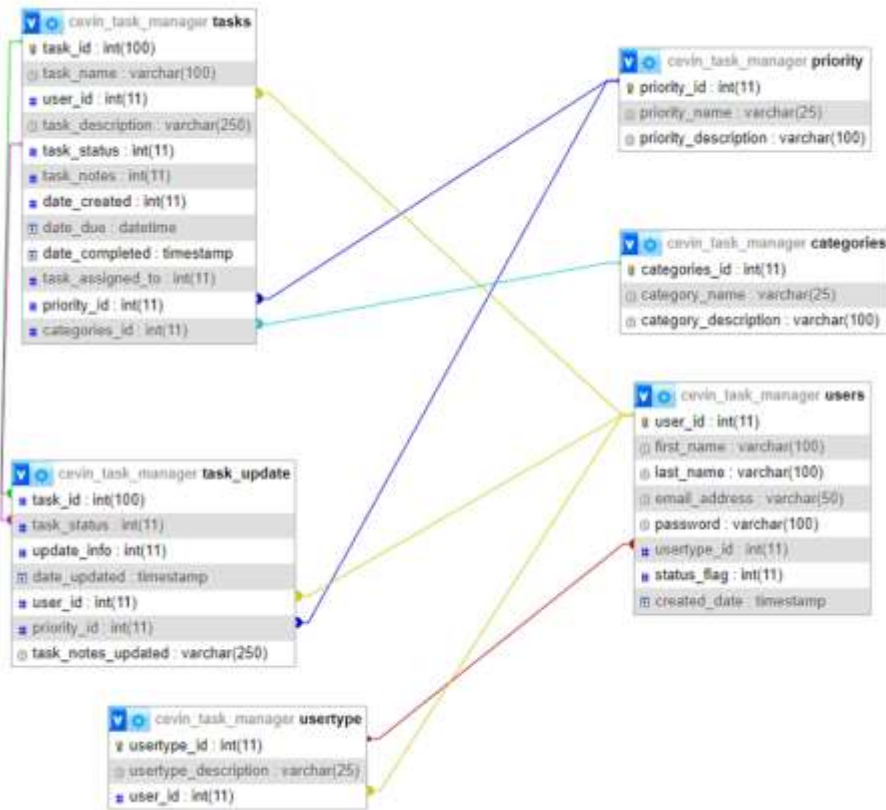 cevin_task_manager tasks
task_id : int(100)
task_name : varchar(100)
user_id : int(11)
task_description : varchar(250)
task_status : int(11)
task_notes : int(11)
date_created : int(11)
date_due : datetime
date_completed : timestamp
task_assigned_to : int(11)
priority_id : int(11)
categories_id : int(11)
cevin_task_manager priority
priority_id : int(11)
priority_name : varchar(25)
priority_description : varchar(100)
cevin_task_manager categories
categories_id : int(11)
category_name : varchar(25)
category_description : varchar(100)
cevin_task_manager users
user_id : int(11)
first_name : varchar(100)
last_name : varchar(100)
email_address : varchar(50)
password : varchar(100)
usertype_id : int(11)
status_flag : int(11)
created_date : timestamp
cevin_task_manager task_update
task_id : int(100)
task_status : int(11)
update_info : int(11)
date_updated : timestamp
user_id : int(11)
priority_id : int(11)
task_notes_updated : varchar(250)
cevin_task_manager usertype
usertype_id : int(11)
usertype_description : varchar(25)
user_id : int(11)